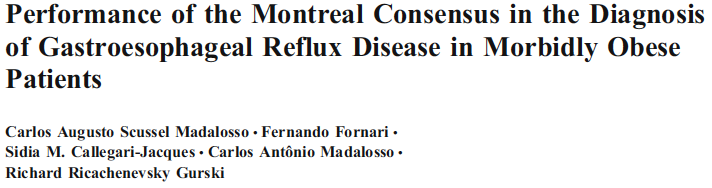 Performance of the Montreal Consensus in the Diagnosis
of Gastroesophageal Reflux Disease in Morbidly Obese
Patients
Carlos Augusto Scussel Madalosso • Fernando Fornari •
Sidia M. Callegari-Jacques • Carlos Antônio Madalosso •
Richard Ricachenevsky Gurski